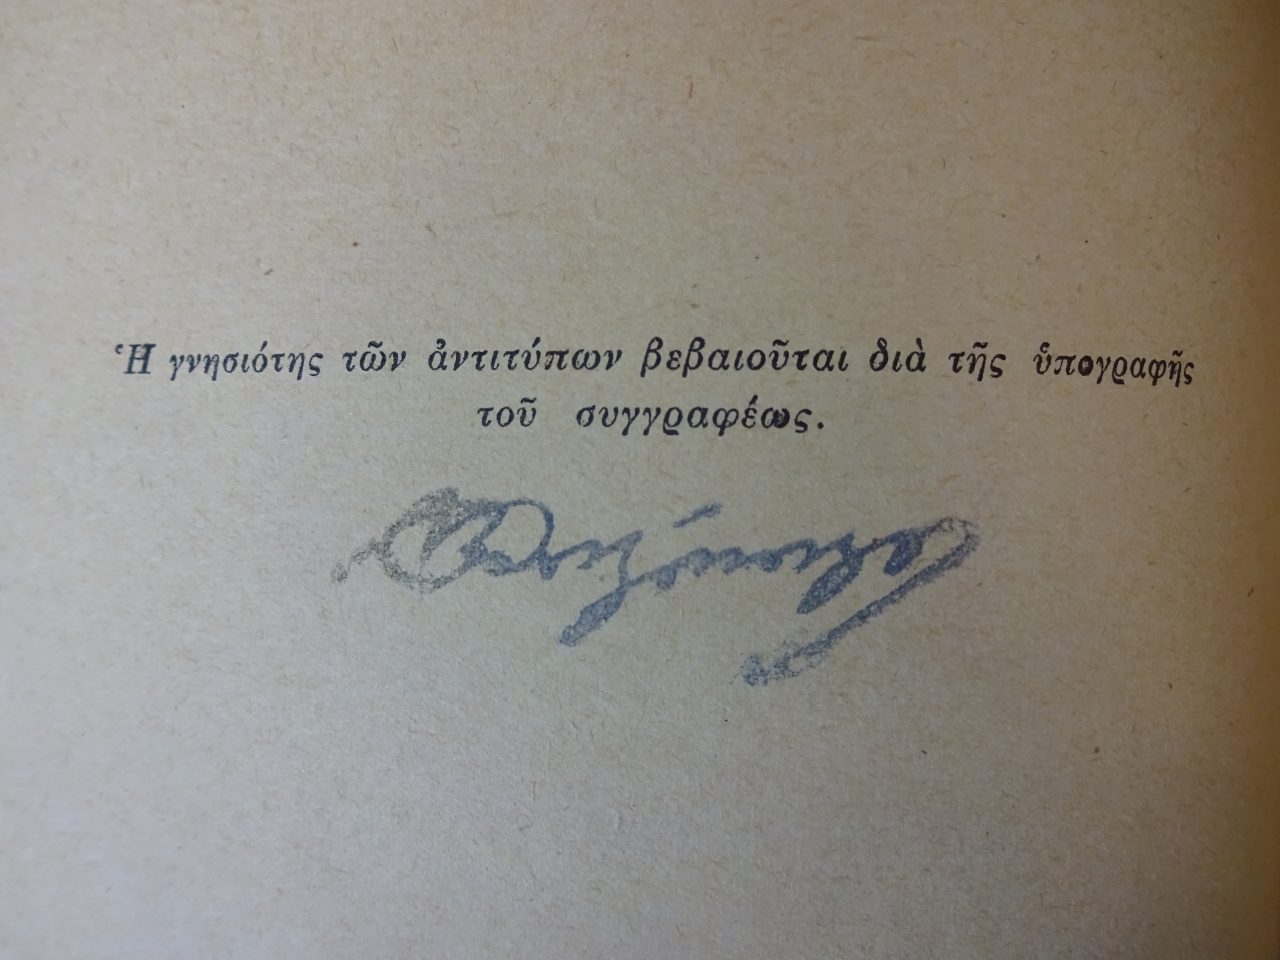 Ἡ γνησιότης τῶν ἀντιτύπων βεβαιοῦται διὰ τῆς ὑπογραφῆς
τοῦ συγγραφέως.